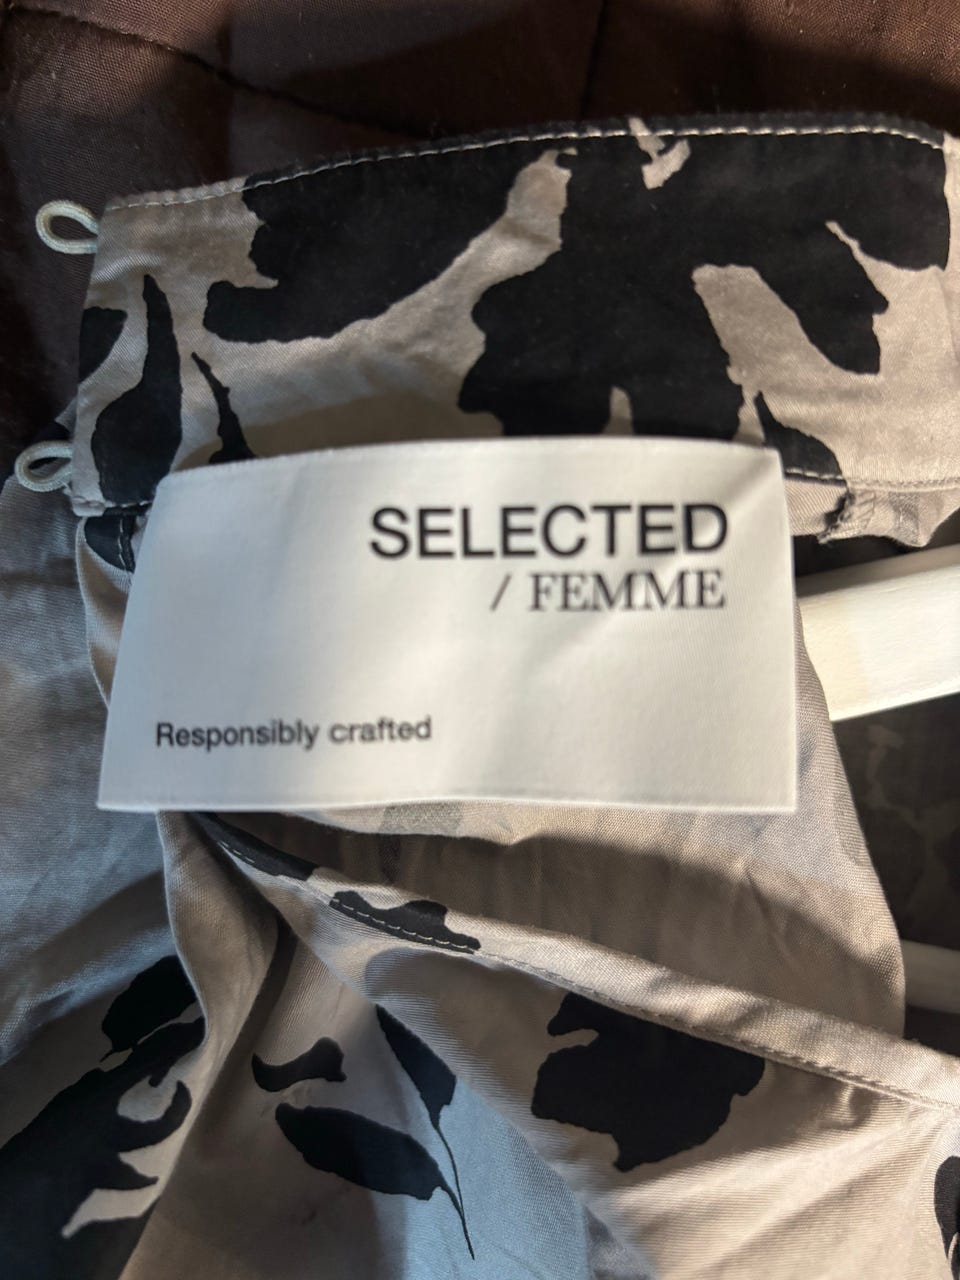 SELECTED
/ FEMME
Responsibly crafted